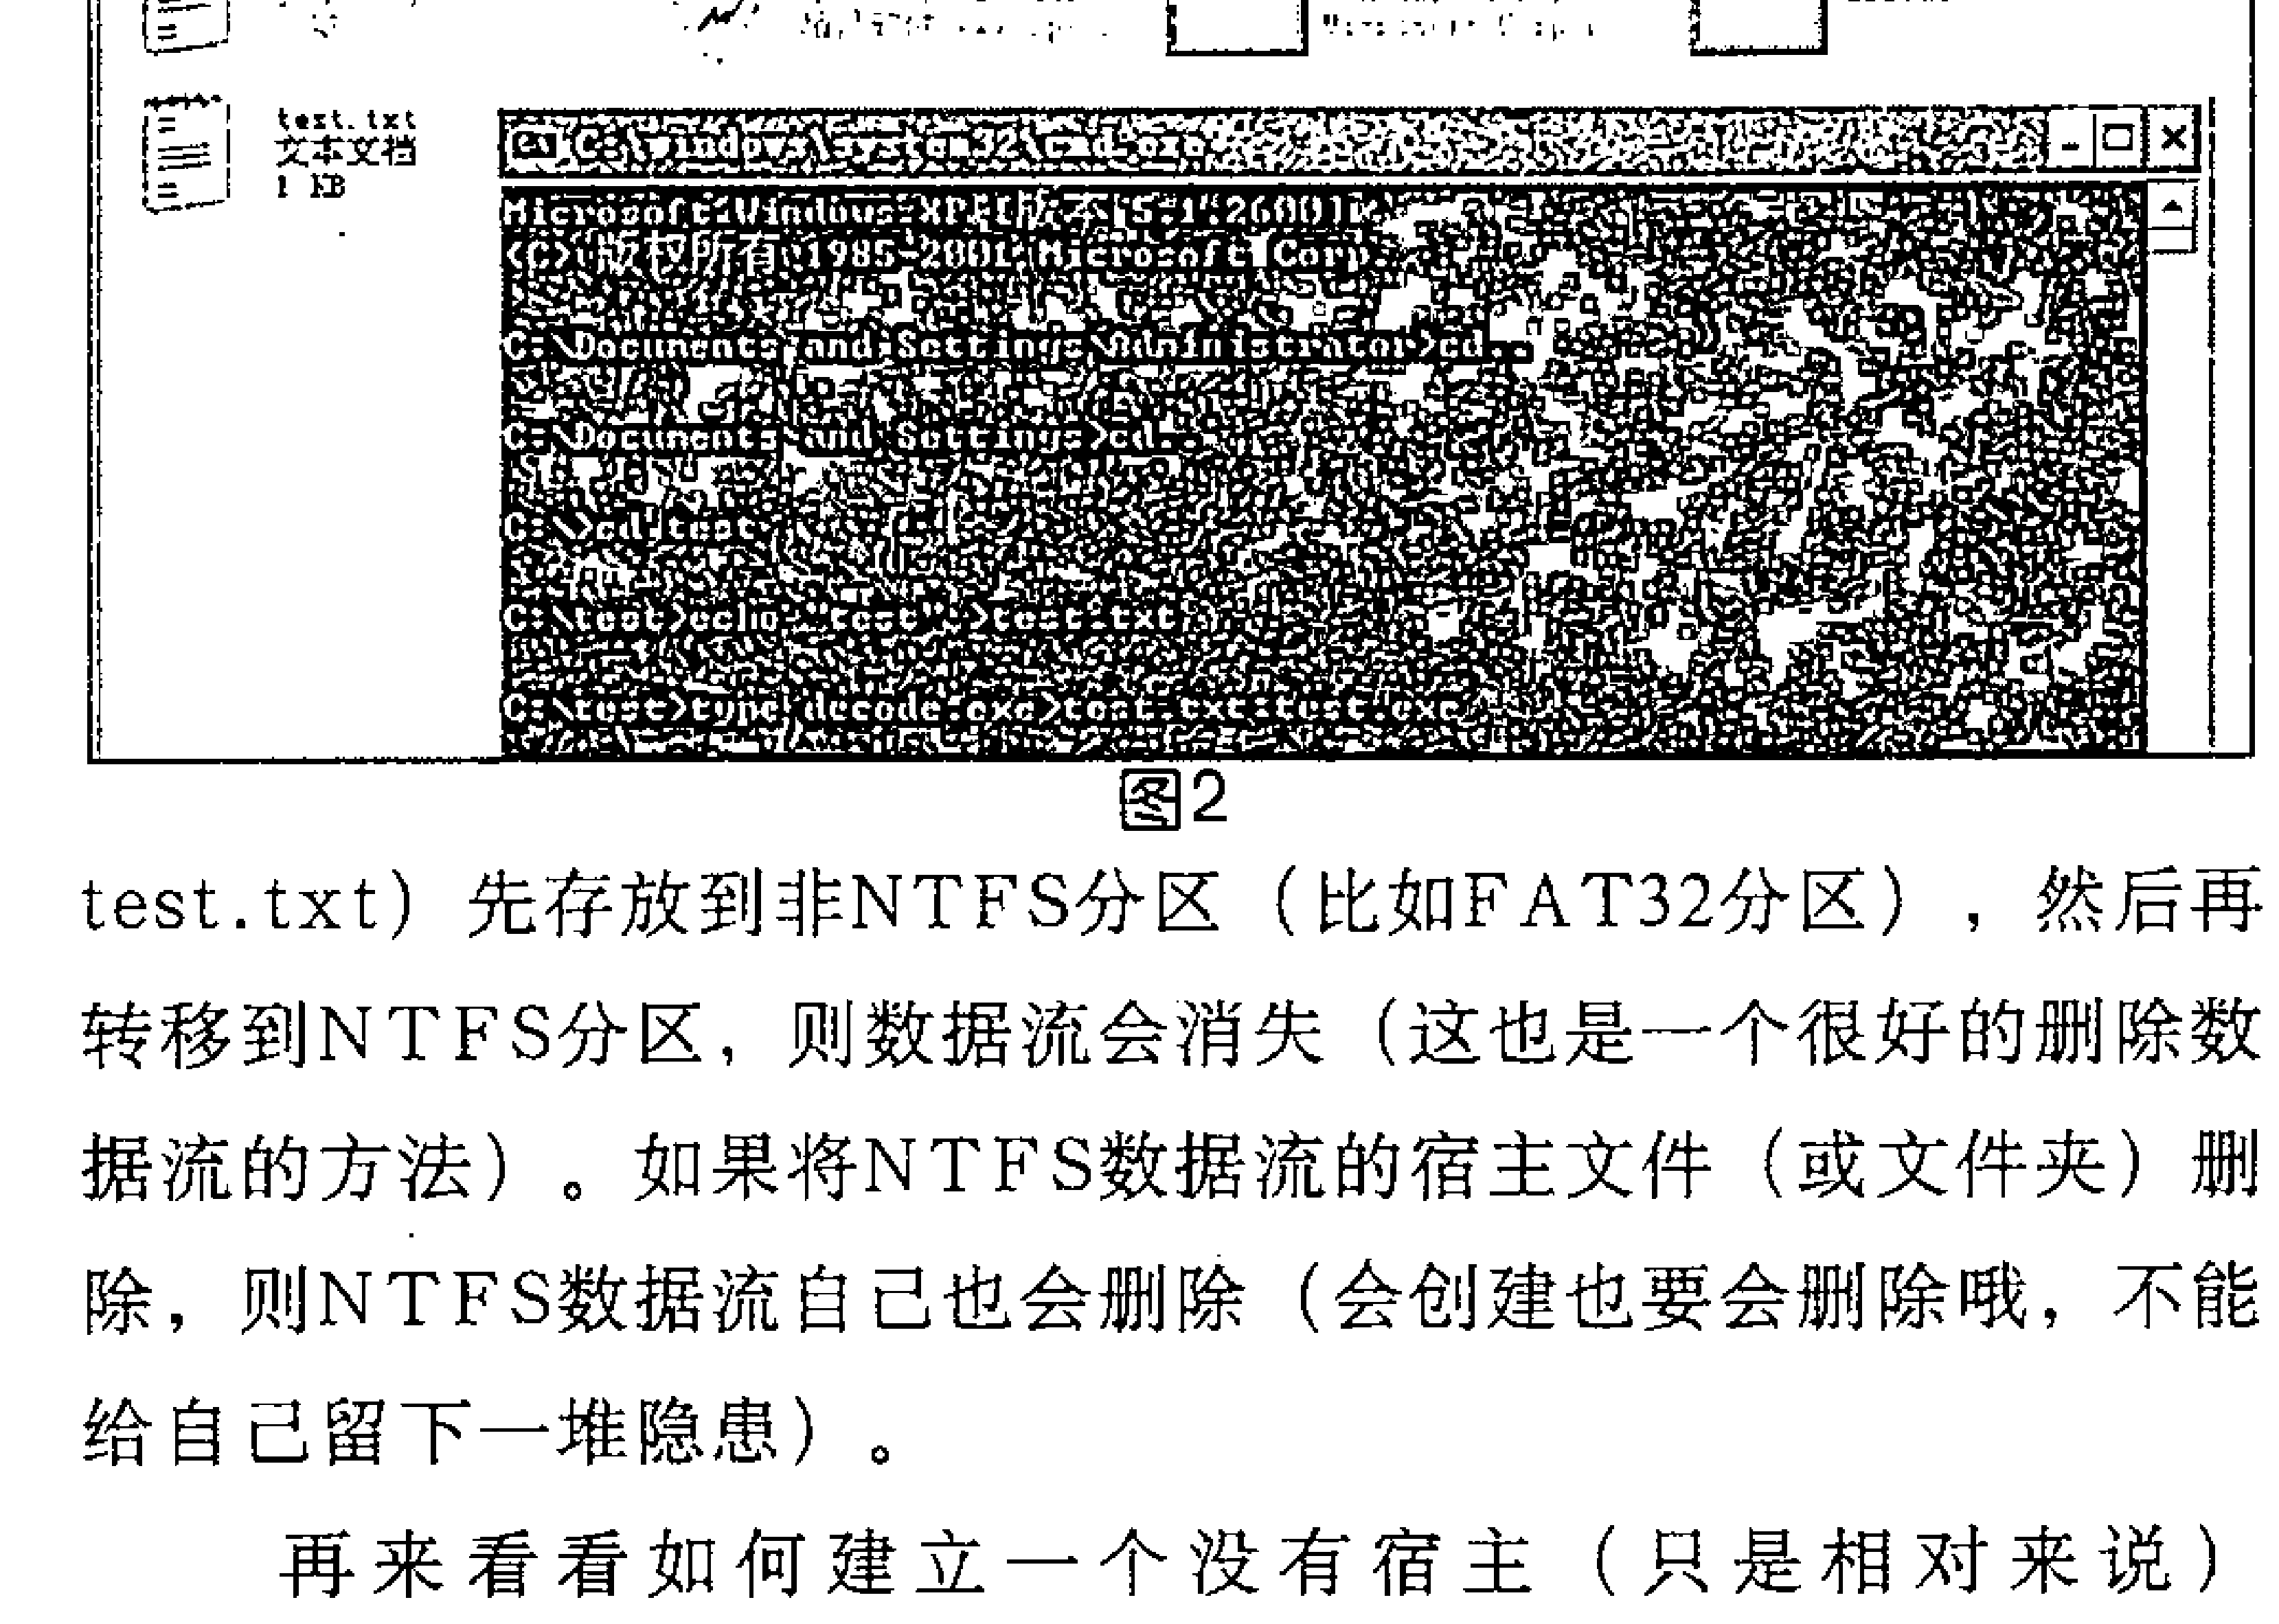 test.txt
文本文档
1 KB
C:\windows\system32\cmd.exe
Microsoft Windows XP [版本 5.1.2600]
(C) 版权所有 1985-2001 Microsoft Corp.
C:\Documents and Settings\Administrator>cd..
C:\Documents and Settings>cd..
C:\>cd test
C:\test>echo "test" >test.txt
C:\test>type decode.exe>test.txt:test.exe
图2
test.txt）先存放到非NTFS分区（比如FAT32分区），然后再
转移到NTFS分区，则数据流会消失（这也是一个很好的删除数
据流的方法）。如果将NTFS数据流的宿主文件（或文件夹）删
除，则NTFS数据流自己也会删除（会创建也要会删除哦，不能
给自己留下一堆隐患）。
再来看看如何建立一个没有宿主（只是相对来说）